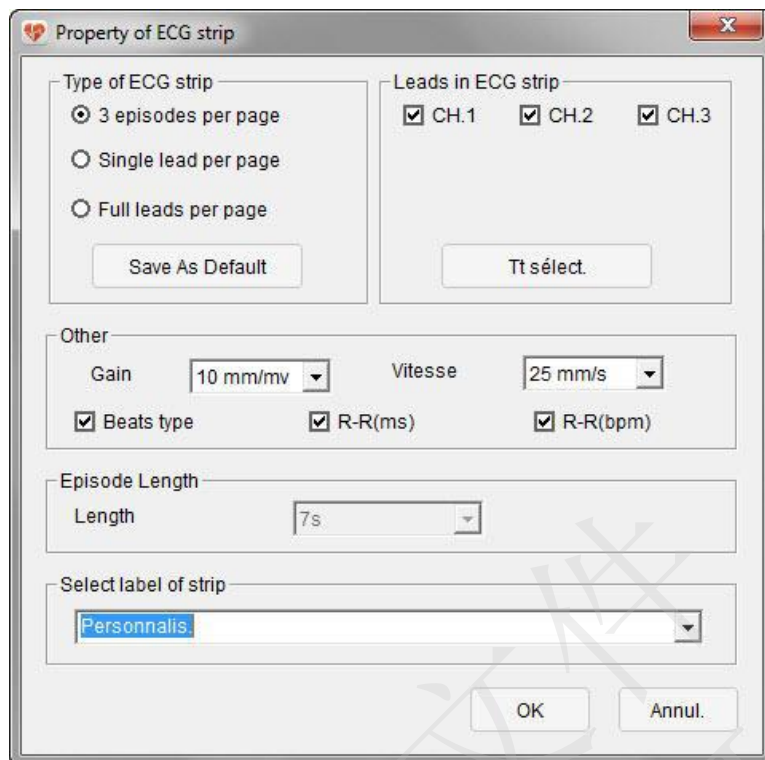 Property of ECG strip
Type of ECG strip
3 episodes per page
Single lead per page
Full leads per page
Save As Default
Leads in ECG strip
CH.1 CH.2 CH.3
Tt sélect.
Other
Gain 10 mm/mv Vitesse 25 mm/s
Beats type R-R(ms) R-R(bpm)
Episode Length
Length 7s
Select label of strip
Personnalis.
OK Annul.